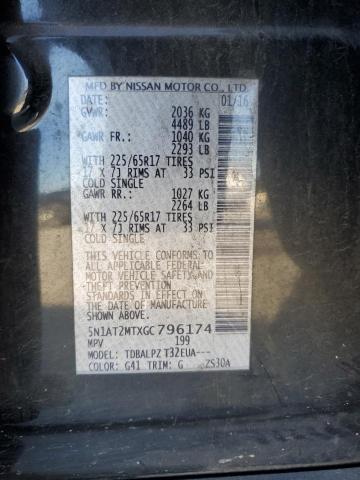 MFD BY NISSAN MOTOR CO., LTD.
DATE: 01/16
GVWR: 2036 KG
4489 LB
GAWR FR.: 1040 KG
2293 LB
WITH 225/65R17 TIRES
17 X 7J RIMS AT 33 PSI
COLD SINGLE
GAWR RR.: 1027 KG
2264 LB
WITH 225/65R17 TIRES
17 X 7J RIMS AT 33 PSI
COLD SINGLE
THIS VEHICLE CONFORMS TO
ALL APPLICABLE FEDERAL
MOTOR VEHICLE SAFETY, AND
THEFT PREVENTION
STANDARDS IN EFFECT ON
THE DATE OF MANUFACTURE
SHOWN ABOVE.
5N1AT2MTXGC796174
MPV 199
MODEL: TDBALPZ T32EUA---
COLOR: G41 TRIM: G ZS30A